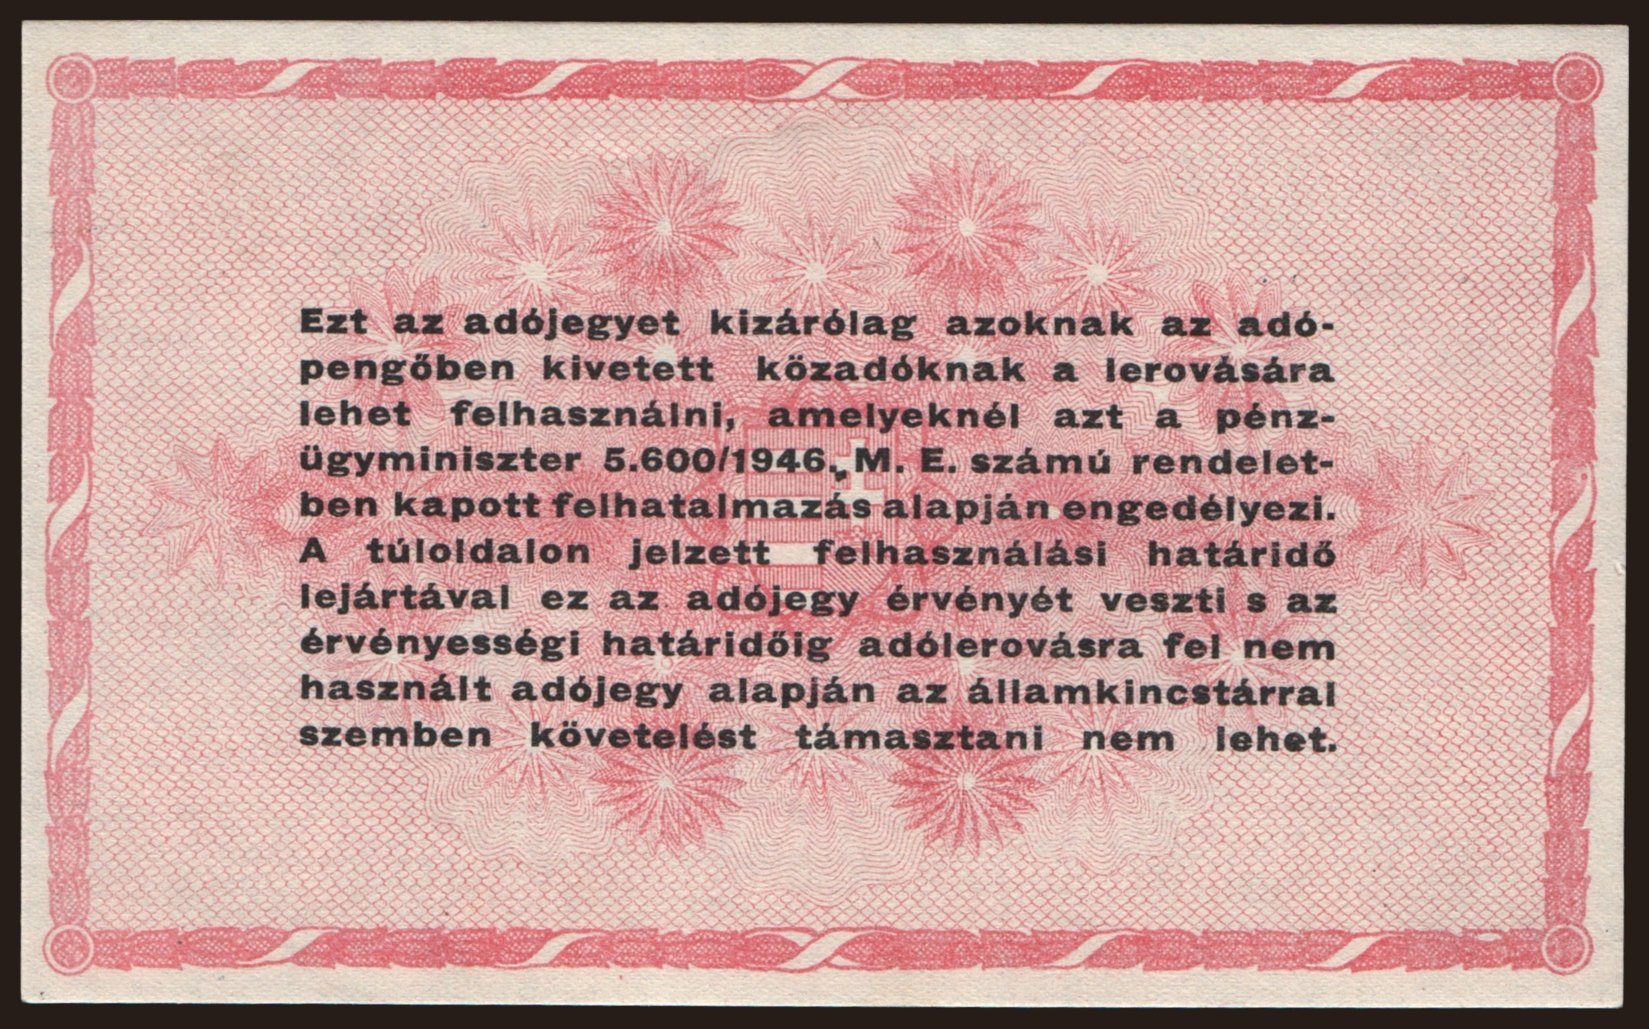 Ezt az adójegyet kizárólag azoknak az adó-
pengőben kivetett közadóknak a lerovására
lehet felhasználni, amelyeknél azt a pénz-
ügyminiszter 5.600/1946. M. E. számú rendelet-
ben kapott felhatalmazás alapján engedélyezi.
A túloldalon jelzett felhasználási határidő
lejártával ez az adójegy érvényét veszti s az
érvényességi határidőig adólerovásra fel nem
használt adójegy alapján az államkincstárral
szemben követelést támasztani nem lehet.